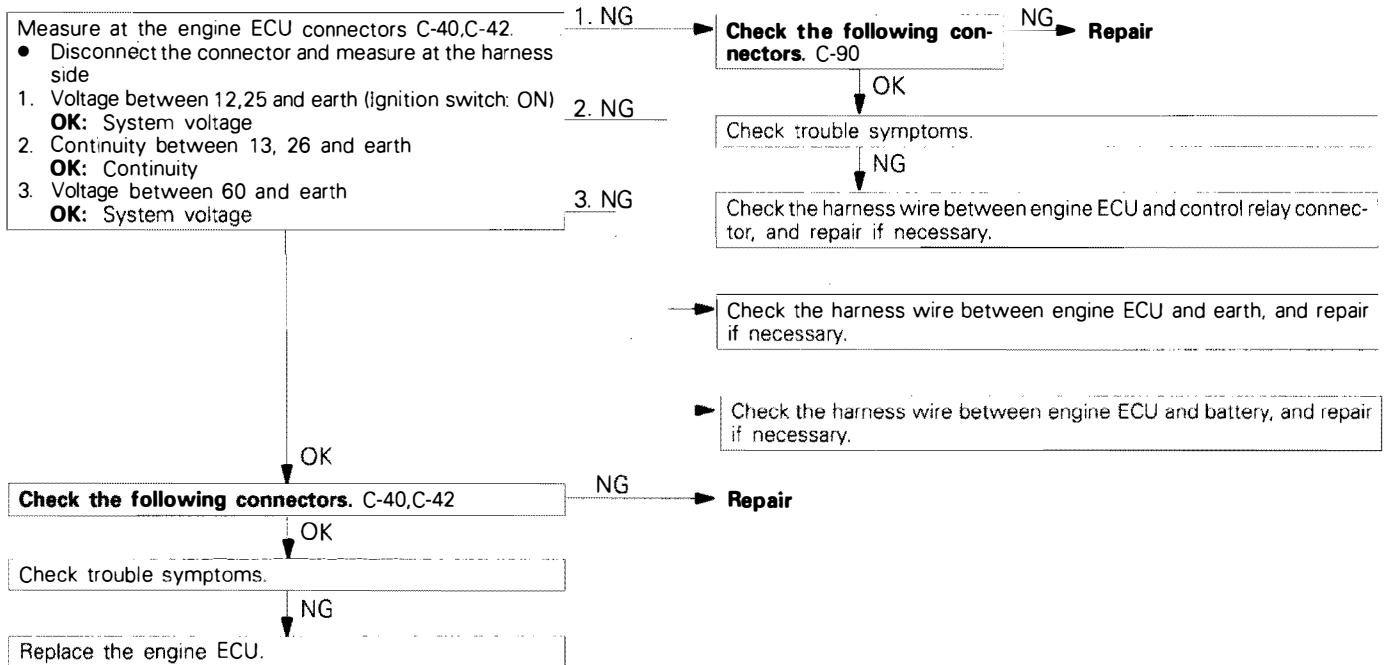 Measure at the engine ECU connectors C-40,C-42.
● Disconnect the connector and measure at the harness
side
1. Voltage between 12,25 and earth (Ignition switch: ON)
OK: System voltage
2. Continuity between 13, 26 and earth
OK: Continuity
3. Voltage between 60 and earth
OK: System voltage
1. NG
2. NG
3. NG
Check the following con-
nectors. C-90
NG
Repair
OK
Check trouble symptoms.
NG
Check the harness wire between engine ECU and control relay connec-
tor, and repair if necessary.
Check the harness wire between engine ECU and earth, and repair
if necessary.
Check the harness wire between engine ECU and battery, and repair
if necessary.
OK
Check the following connectors. C-40,C-42
NG
Repair
OK
Check trouble symptoms.
NG
Replace the engine ECU.